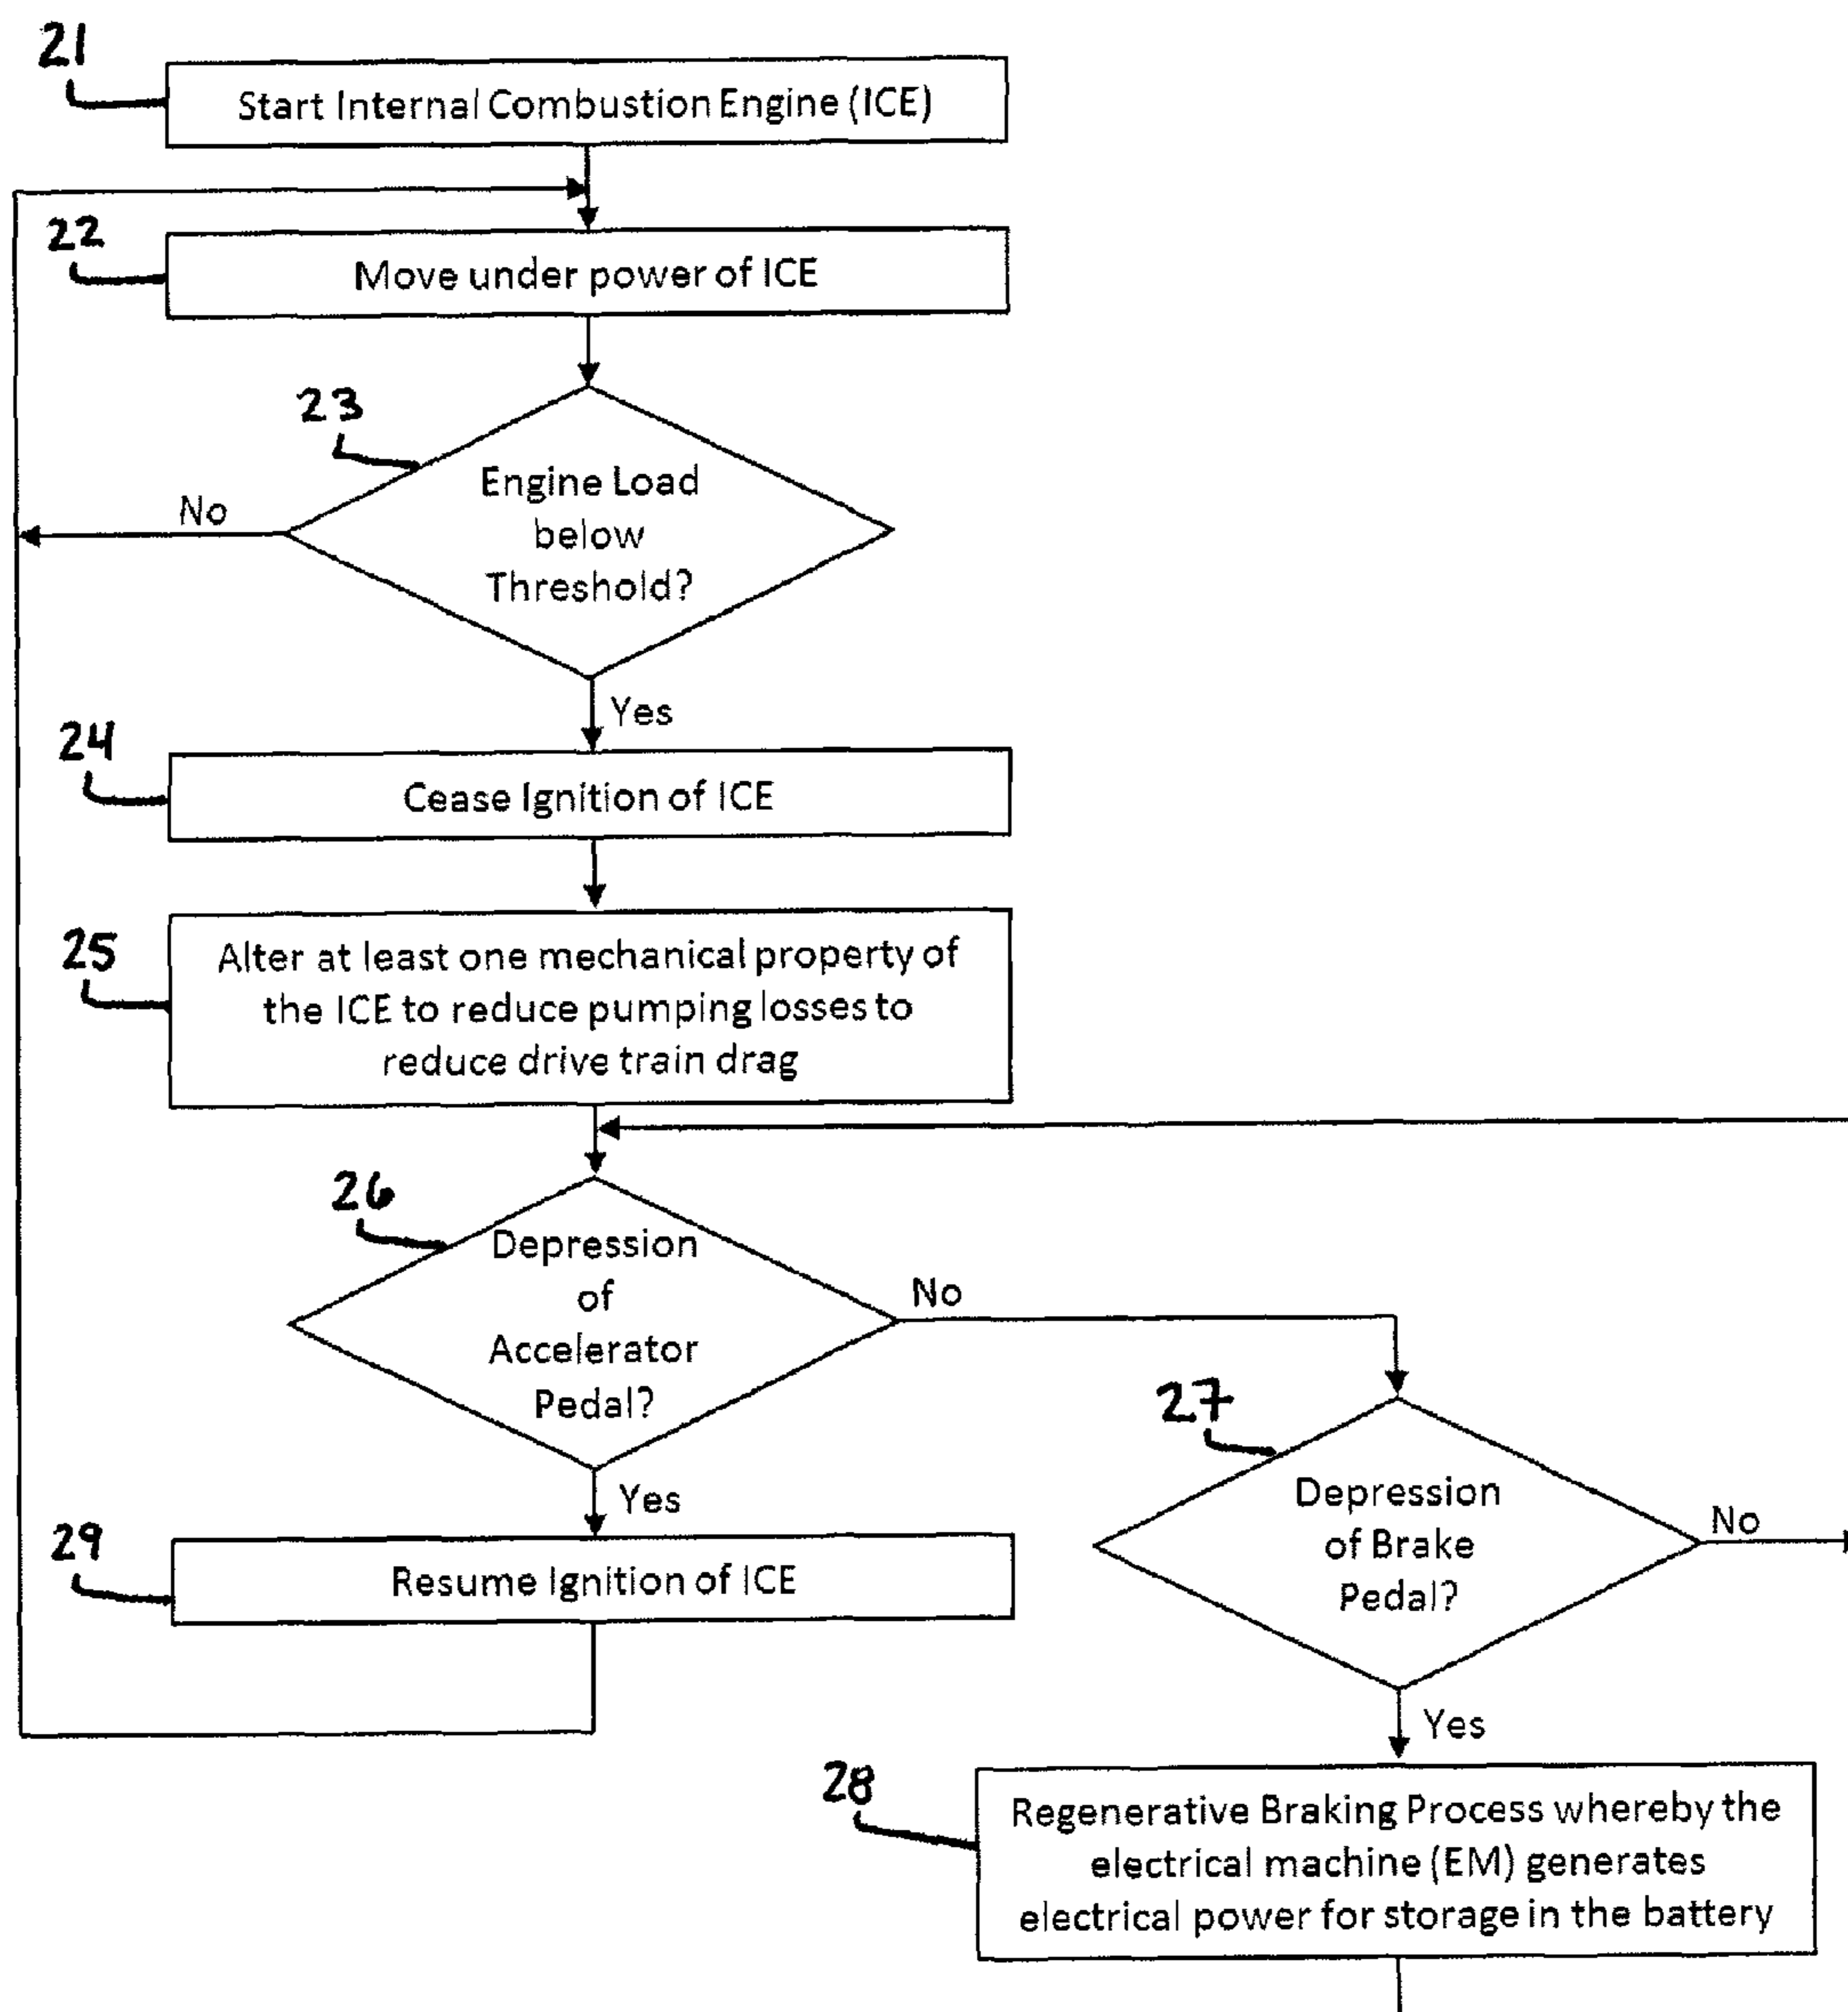 21
Start Internal Combustion Engine (ICE)
22
Move under power of ICE
23
Engine Load
below
Threshold?
No
Yes
24
Cease Ignition of ICE
25
Alter at least one mechanical property of
the ICE to reduce pumping losses to
reduce drive train drag
26
Depression
of
Accelerator
Pedal?
No
Yes
27
Depression
of Brake
Pedal?
No
Yes
29
Resume Ignition of ICE
28
Regenerative Braking Process whereby the
electrical machine (EM) generates
electrical power for storage in the battery